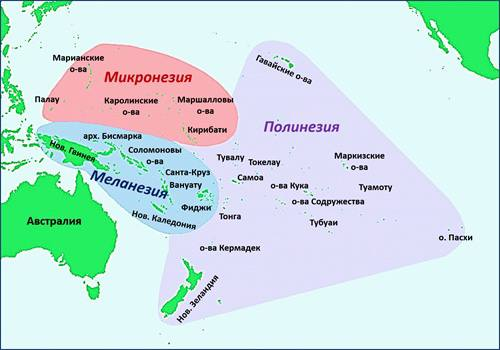 Марианские
о-ва
Микронезия
Палау
Каролинские
о-ва
Маршалловы
о-ва
Кирибати
Гавайские о-ва
Полинезия
арх. Бисмарка
Нов. Гвинея
Соломоновы
о-ва
Меланезия
Санта-Круз
Вануату
Фиджи
Нов. Каледония
Тувалу
Токелау
Самоа
Маркизские
о-ва
о-ва Кука
Туамоту
о-ва Содружества
Тонга
Тубуаи
Австралия
о. Пасхи
о-ва Кермадек
Нов. Зеландия